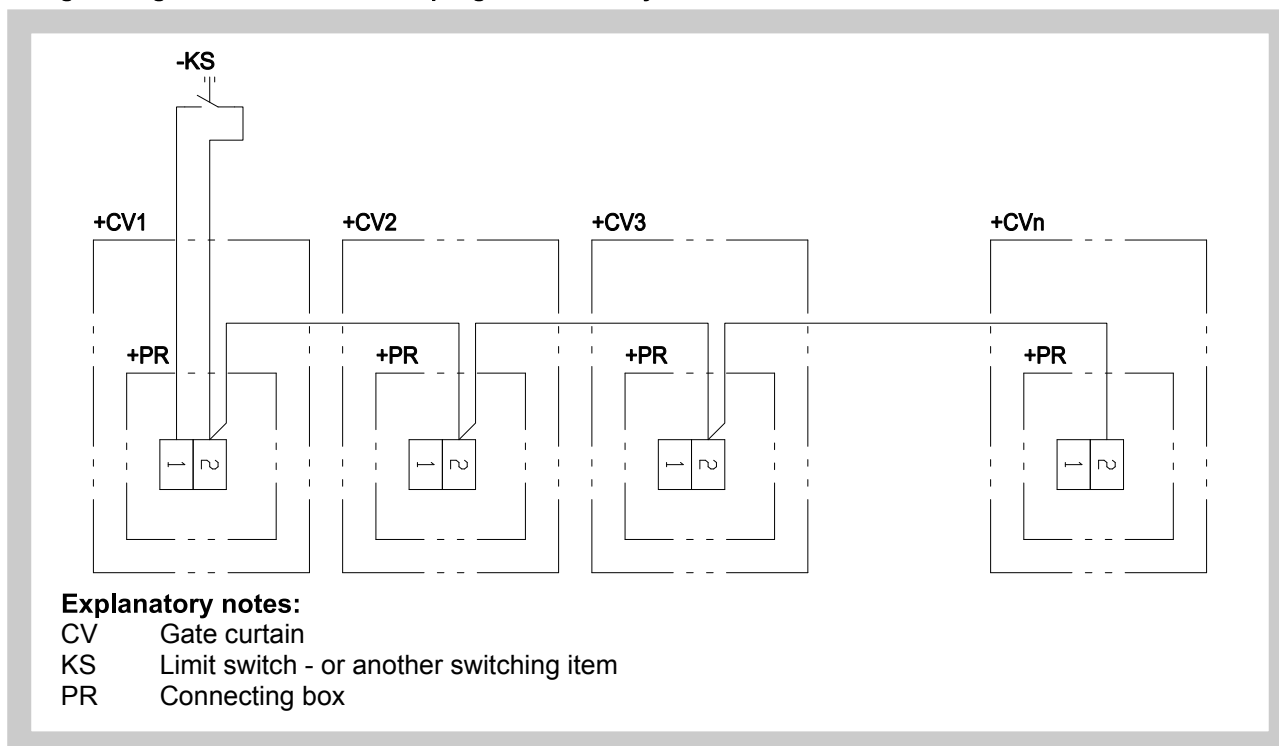 -KS
+CV1 +CV2 +CV3 +CVn
+PR +PR +PR +PR
1 2 1 2 1 2 1 2
Explanatory notes:
CV Gate curtain
KS Limit switch - or another switching item
PR Connecting box